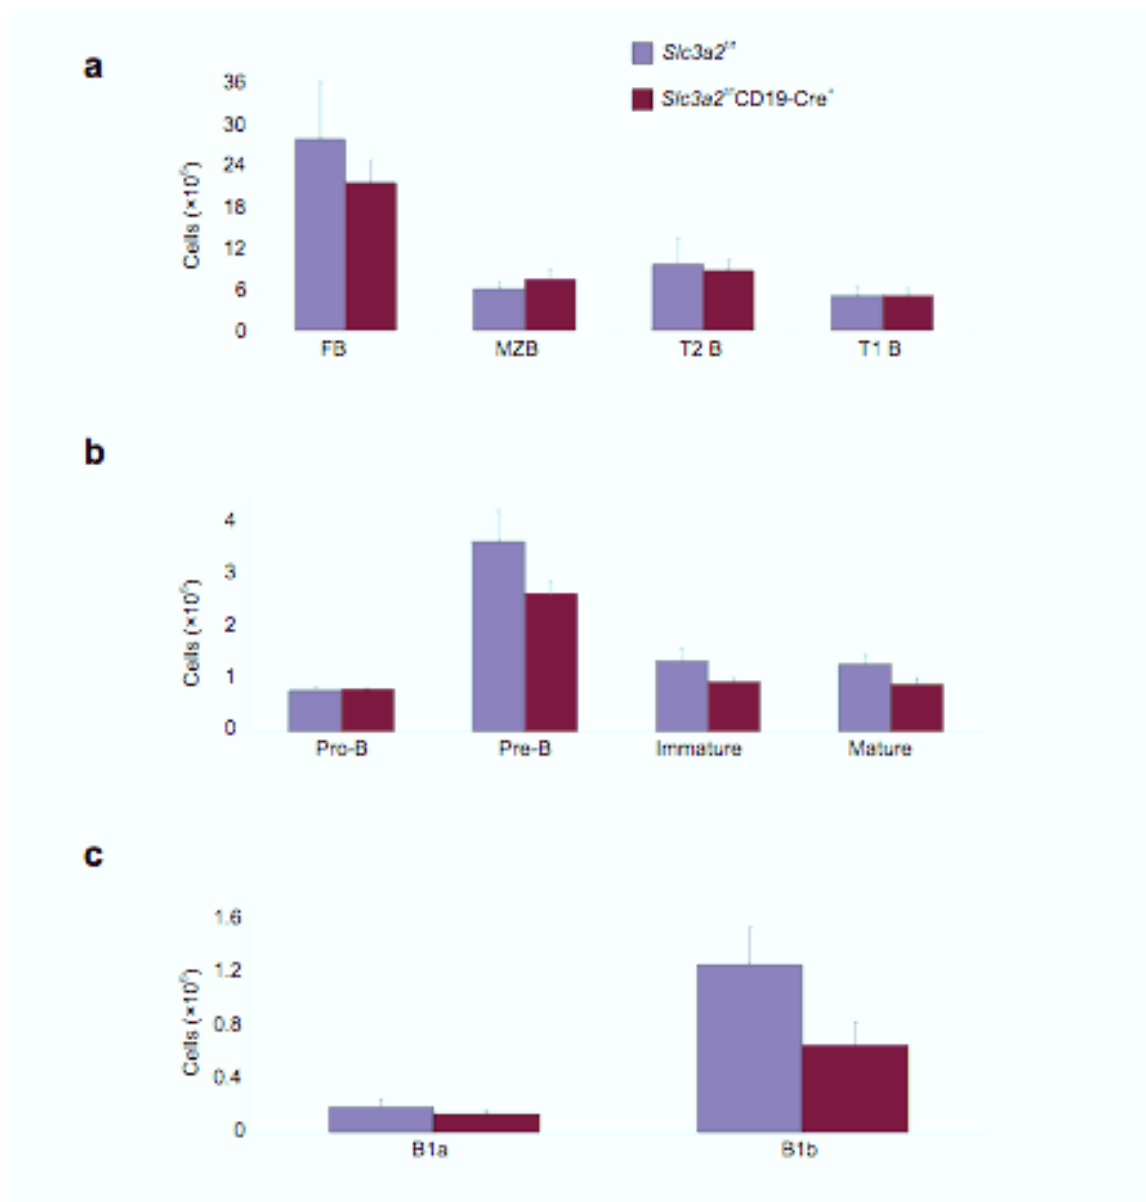 a
Slc3a2f/f
Slc3a2f/fCD19-Cre+
36
30
24
18
12
6
0
Cells (×10⁶)
FB
MZB
T2 B
T1 B
b
4
3
2
1
0
Cells (×10⁶)
Pro-B
Pre-B
Immature
Mature
c
1.6
1.2
0.8
0.4
0
Cells (×10⁶)
B1a
B1b